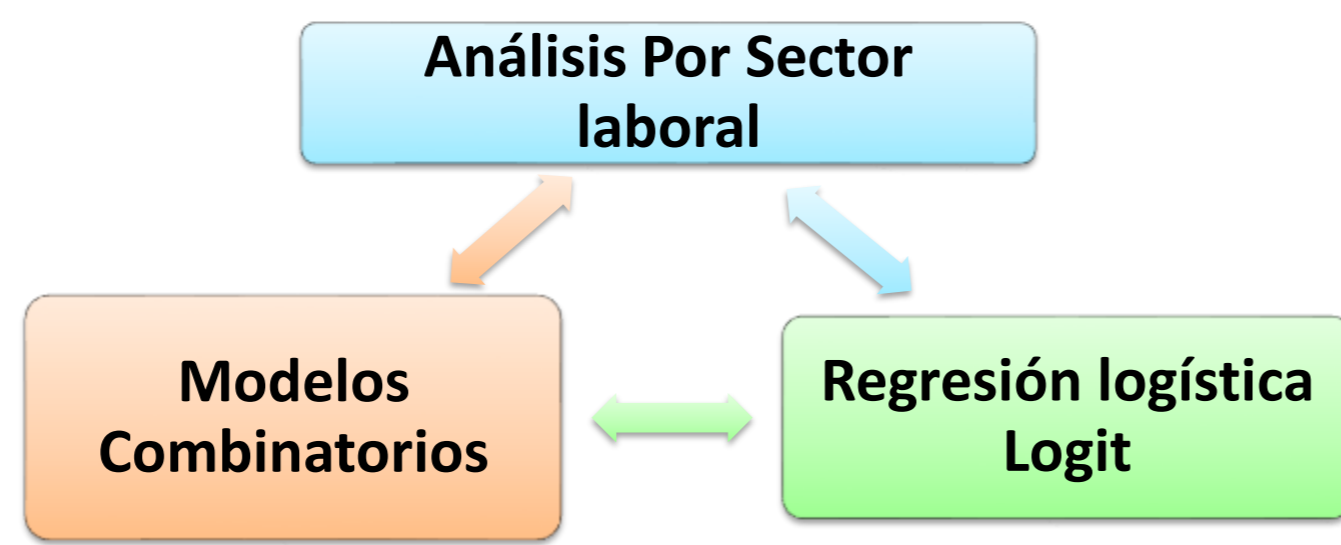 Análisis Por Sector
laboral
Modelos
Combinatorios
Regresión logística
Logit